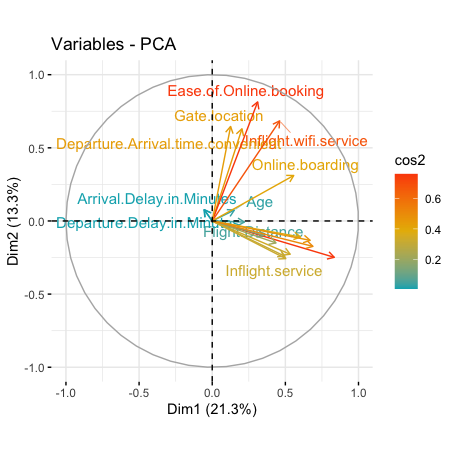 Variables - PCA
1.0
0.5
0.0
-0.5
-1.0
Dim2 (13.3%)
Ease.of.Online.booking
Gate.location
Departure.Arrival.time.convenient
Inflight.wifi.service
Online.boarding
Arrival.Delay.in.Minutes
Age
Departure.Delay.in.Minutes
Flight.Distance
Inflight.service
-1.0
-0.5
0.0
0.5
1.0
Dim1 (21.3%)
cos2
0.6
0.4
0.2